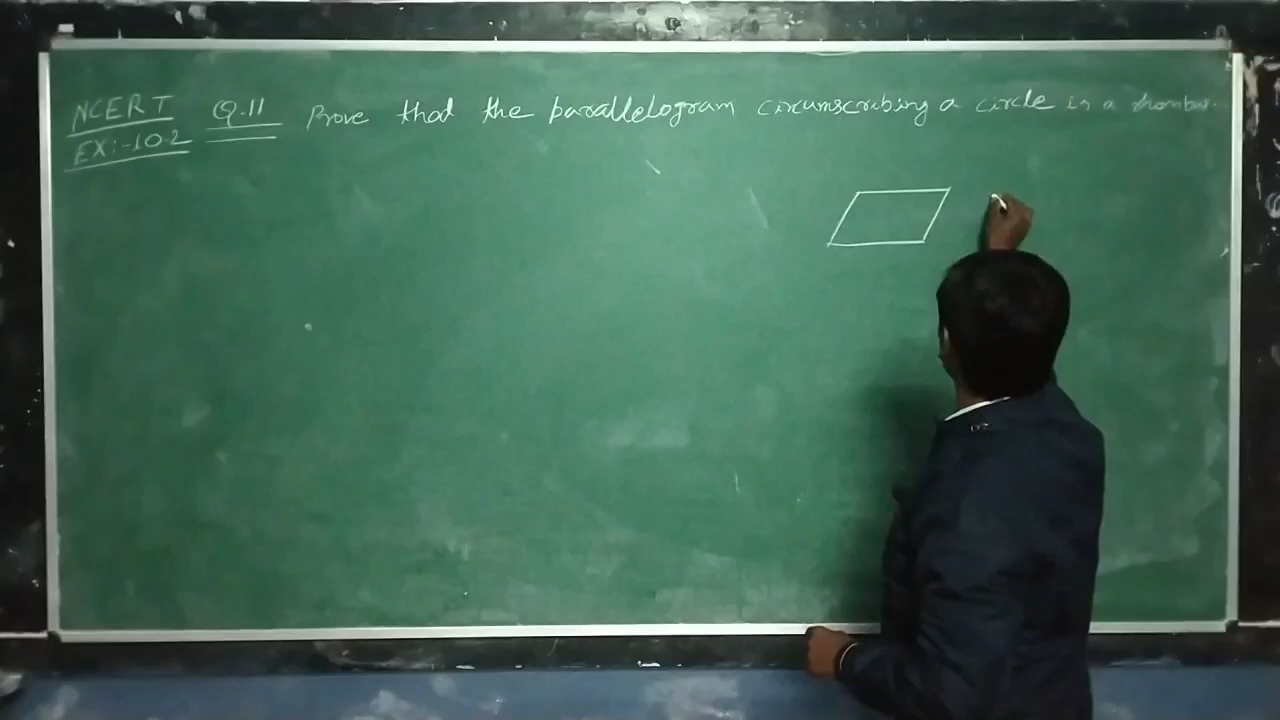 NCERT Q.11 Prove that the parallelogram circumscribing a circle is a rhombus.
EX:-10.2